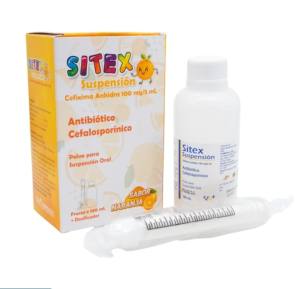 SITEX
Suspensión
Cefixima Anhidra 100 mg/5 mL
Antibiótico
Cefalosporínico
Polvo para
Suspensión Oral
Frasco x 100 mL
+ Dosificador
SABOR
NARANJA
Sitex
Suspensión
Antibiótico
Cefalosporínico